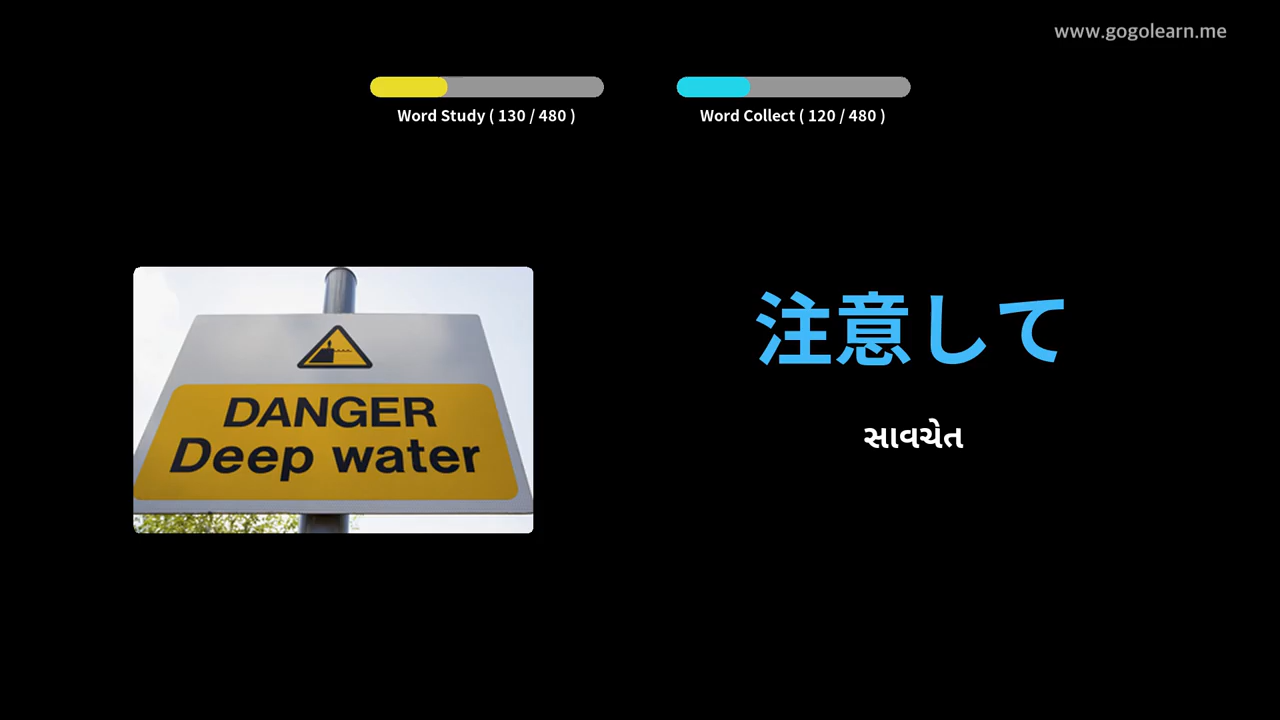 www.gogolearn.me
Word Study ( 130 / 480 )
Word Collect ( 120 / 480 )
DANGER
Deep water
注意して
સાવચેત